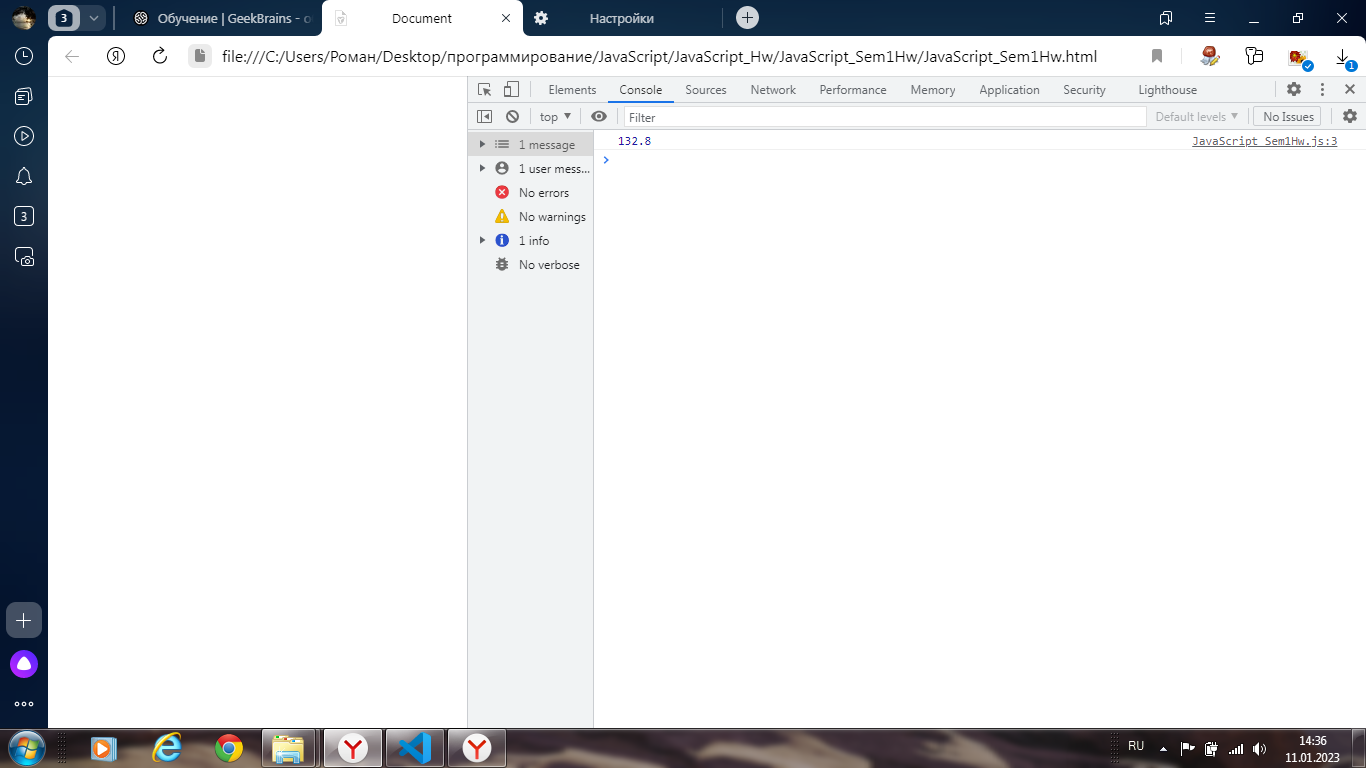 3
Обучение | GeekBrains - о
Document
Настройки
Я
file:///C:/Users/Роман/Desktop/программирование/JavaScript/JavaScript_Hw/JavaScript_Sem1Hw/JavaScript_Sem1Hw.html
1
Elements Console Sources Network Performance Memory Application Security Lighthouse
top
Filter
Default levels
No Issues
3
1 message
1 user mess...
No errors
No warnings
1 info
No verbose
132.8
JavaScript_Sem1Hw.js:3
RU
14:36
11.01.2023